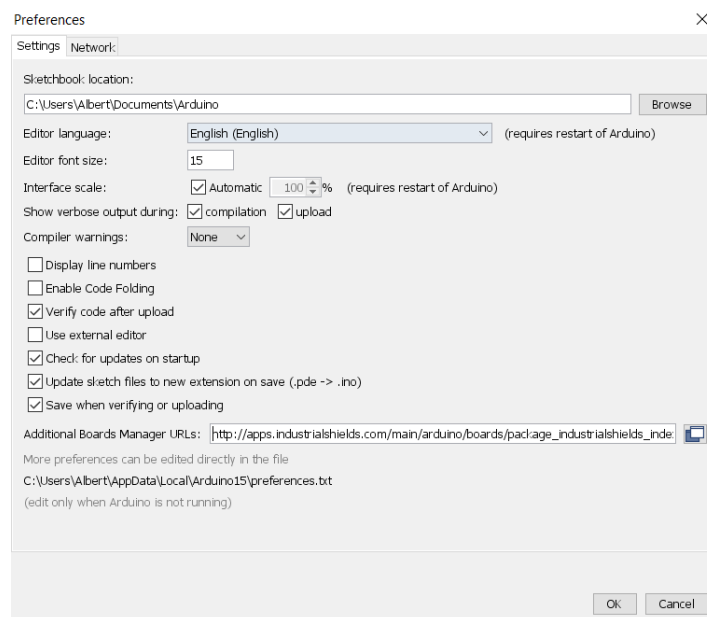 Preferences
Settings Network
Sketchbook location:
C:\Users\Albert\Documents\Arduino Browse
Editor language: English (English) (requires restart of Arduino)
Editor font size: 15
Interface scale: Automatic 100 % (requires restart of Arduino)
Show verbose output during: compilation upload
Compiler warnings: None
Display line numbers
Enable Code Folding
Verify code after upload
Use external editor
Check for updates on startup
Update sketch files to new extension on save (.pde -> .ino)
Save when verifying or uploading
Additional Boards Manager URLs: http://apps.industrialshields.com/main/arduino/boards/package_industrialshields_inde
More preferences can be edited directly in the file
C:\Users\Albert\AppData\Local\Arduino15\preferences.txt
(edit only when Arduino is not running)
OK Cancel